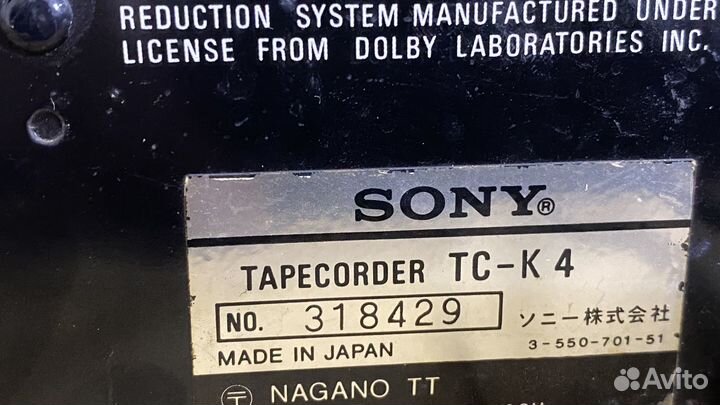 REDUCTION SYSTEM MANUFACTURED UNDER
LICENSE FROM DOLBY LABORATORIES INC.
SONY®
TAPECORDER TC-K 4
NO. 318429 ソニー株式会社
MADE IN JAPAN 3-550-701-51
〶 NAGANO TT
Avito